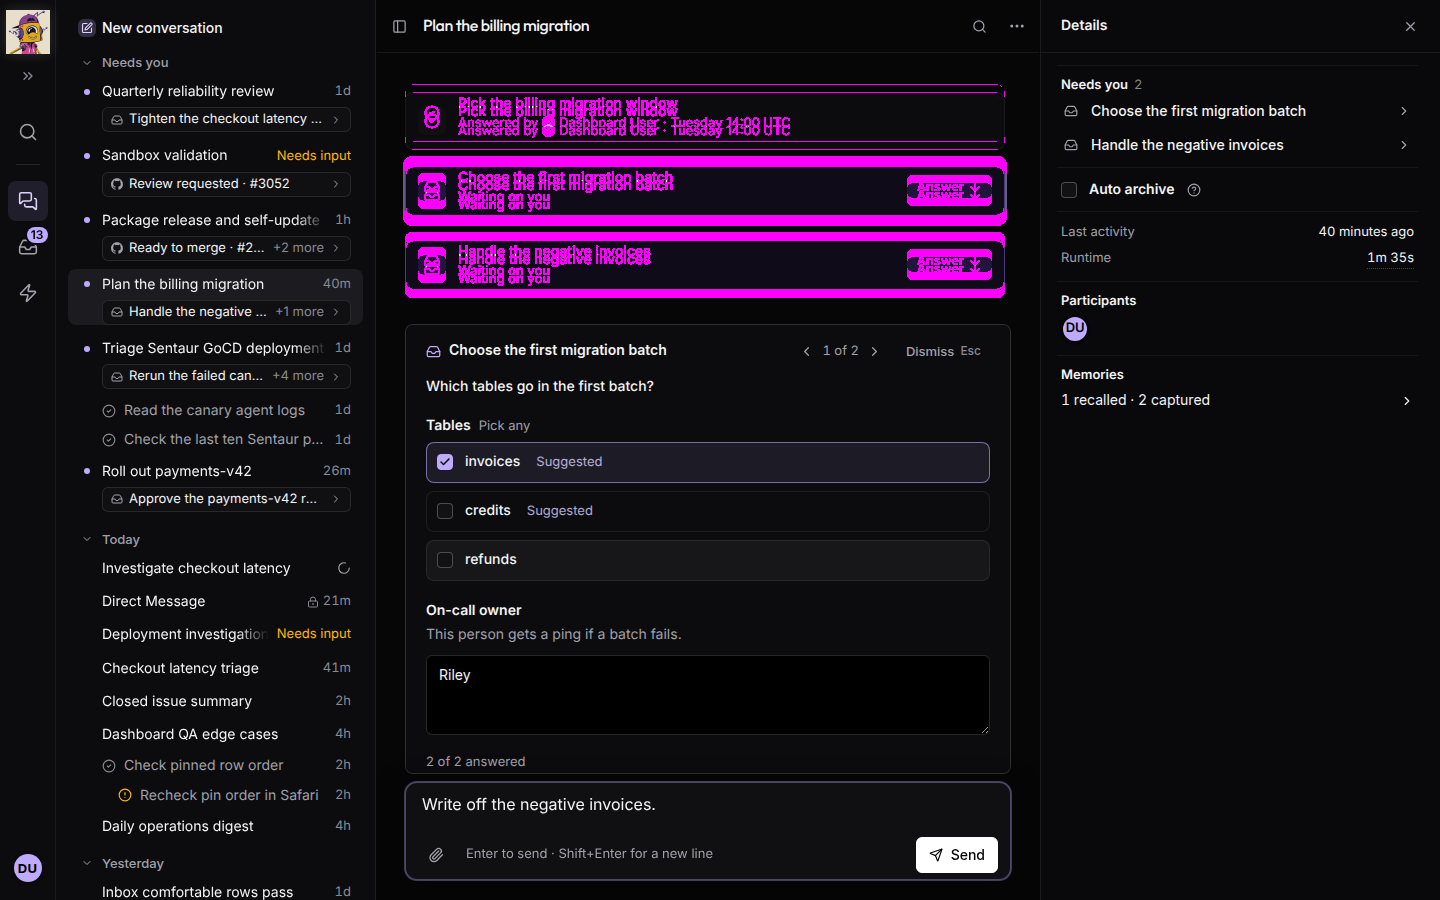 New conversation
Needs you
Quarterly reliability review 1d
Tighten the checkout latency ...
Sandbox validation Needs input
Review requested · #3052
Package release and self-update 1h
Ready to merge · #2... +2 more
Plan the billing migration 40m
Handle the negative ... +1 more
Triage Sentaur GoCD deployment 1d
Rerun the failed can... +4 more
Read the canary agent logs 1d
Check the last ten Sentaur p... 1d
Roll out payments-v42 26m
Approve the payments-v42 r...
Today
Investigate checkout latency
Direct Message 21m
Deployment investigation Needs input
Checkout latency triage 41m
Closed issue summary 2h
Dashboard QA edge cases 4h
Check pinned row order 2h
Recheck pin order in Safari 2h
Daily operations digest 4h
Yesterday
Inbox comfortable rows pass 1d
13
DU
Plan the billing migration
Pick the billing migration window
Answered by Dashboard User · Tuesday 14:00 UTC
Choose the first migration batch
Waiting on you
Answer
Handle the negative invoices
Waiting on you
Answer
Choose the first migration batch
1 of 2
Dismiss Esc
Which tables go in the first batch?
Tables Pick any
invoices Suggested
credits Suggested
refunds
On-call owner
This person gets a ping if a batch fails.
Riley
2 of 2 answered
Write off the negative invoices.
Enter to send · Shift+Enter for a new line
Send
Details
Needs you 2
Choose the first migration batch
Handle the negative invoices
Auto archive
Last activity 40 minutes ago
Runtime 1m 35s
Participants
DU
Memories
1 recalled · 2 captured